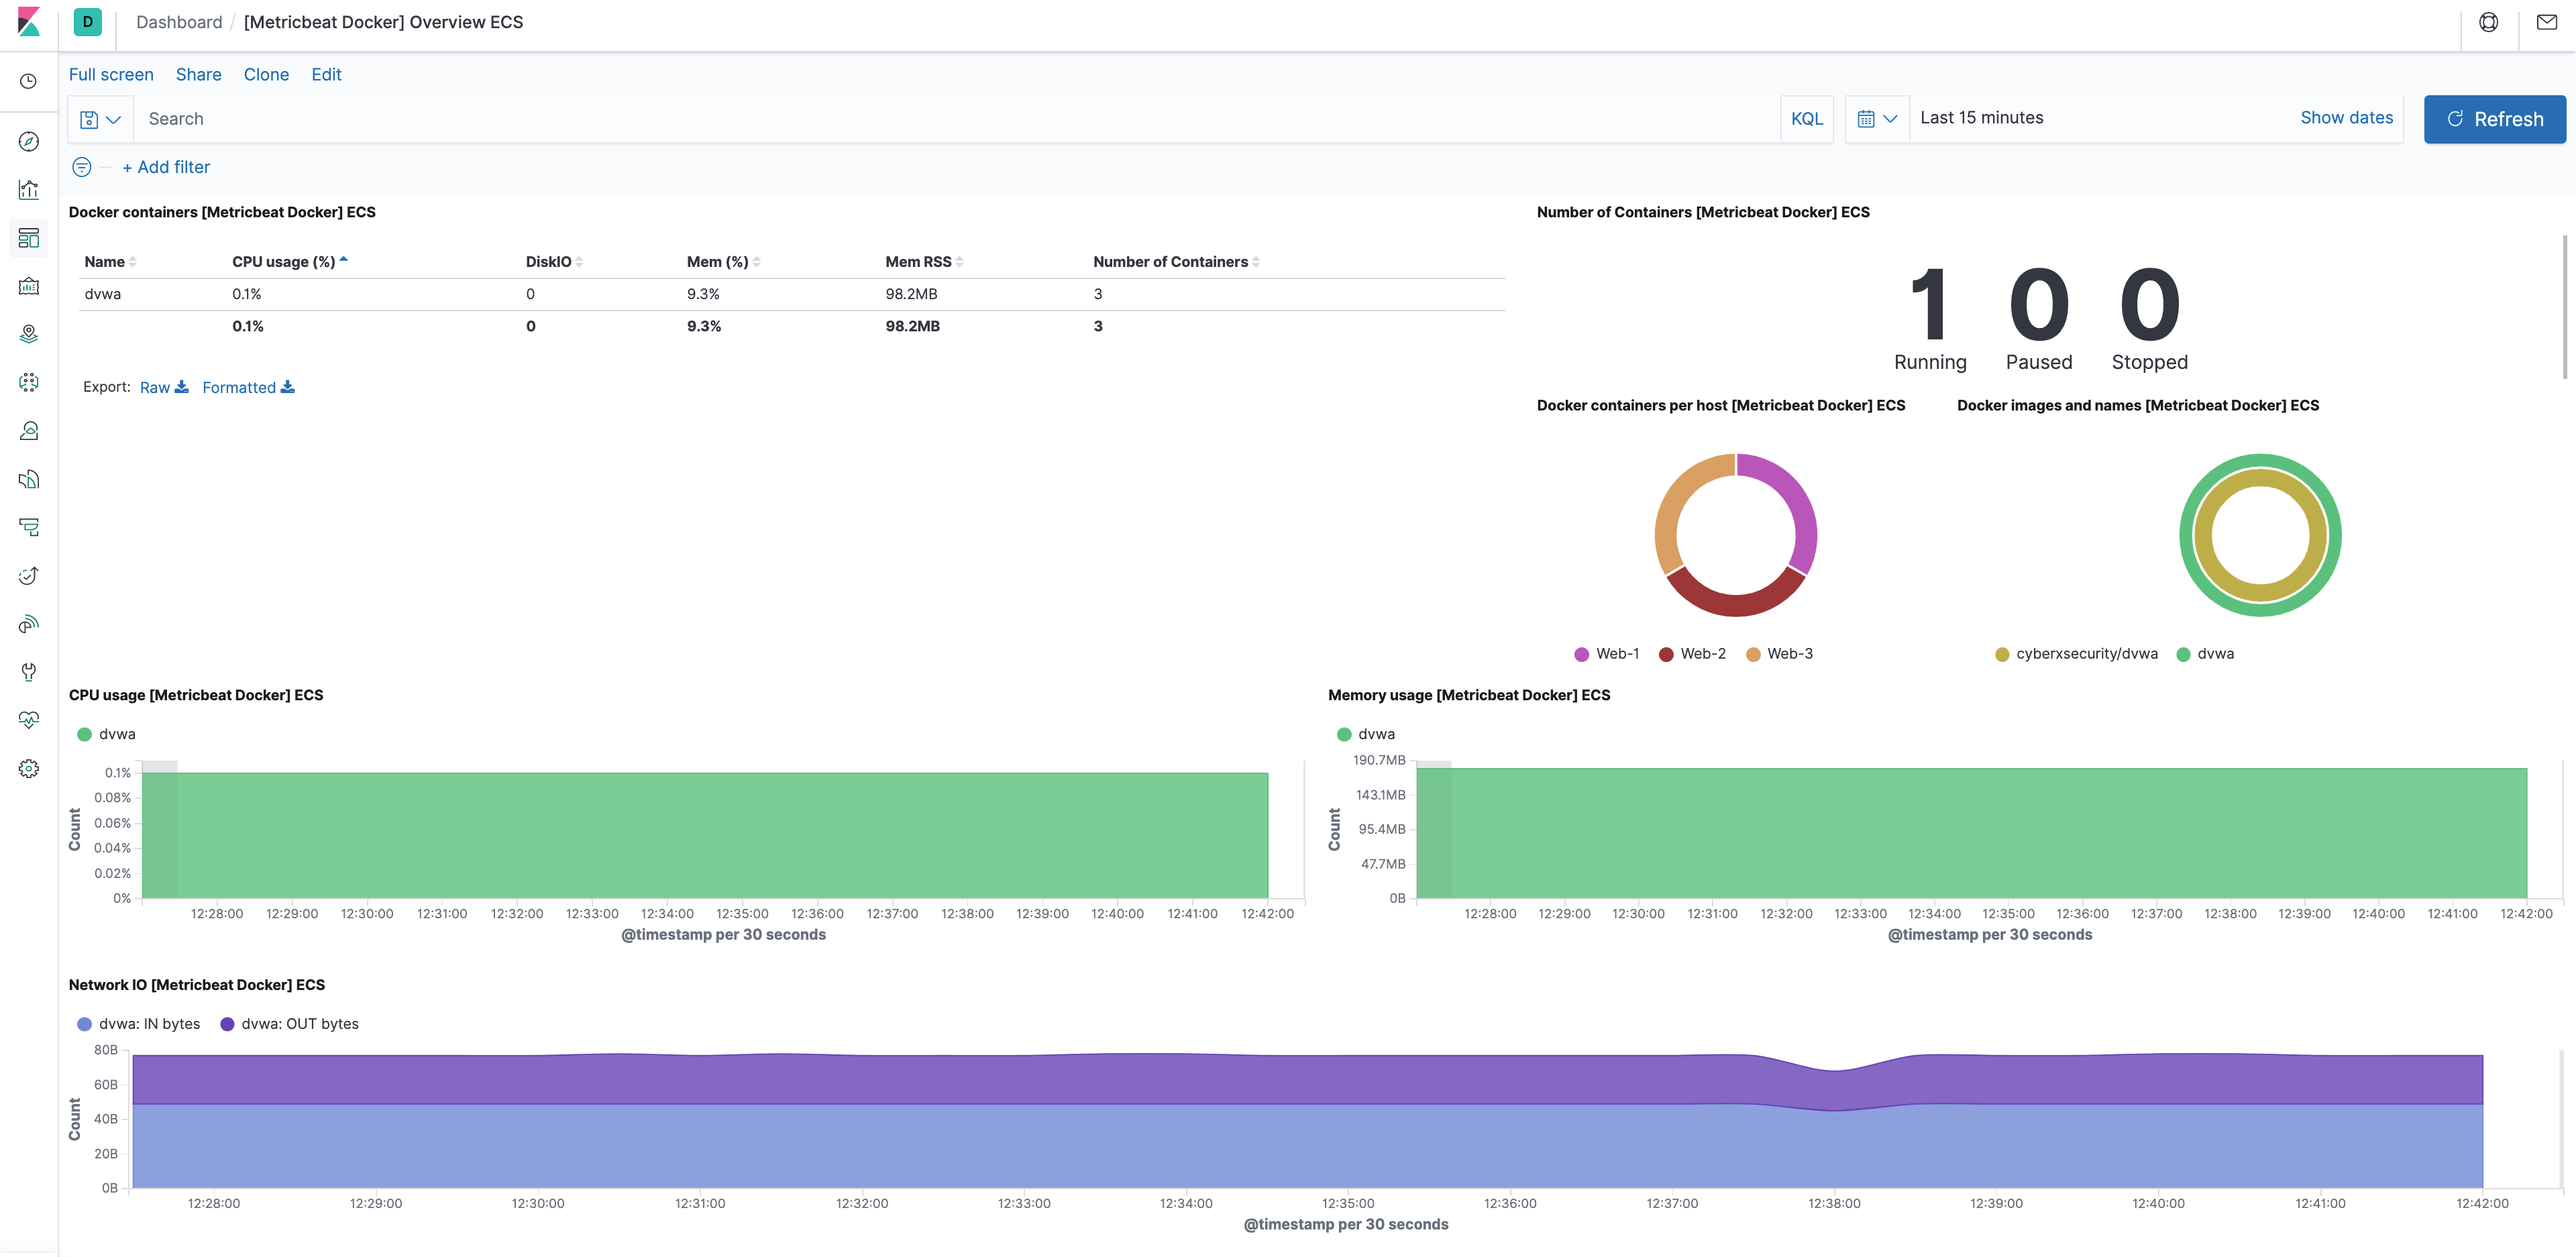 D Dashboard / [Metricbeat Docker] Overview ECS
Full screen Share Clone Edit
Search KQL Last 15 minutes Show dates Refresh
+ Add filter
Docker containers [Metricbeat Docker] ECS
Name CPU usage (%) DiskIO Mem (%) Mem RSS Number of Containers
dvwa 0.1% 0 9.3% 98.2MB 3
0.1% 0 9.3% 98.2MB 3
Export: Raw Formatted
Number of Containers [Metricbeat Docker] ECS
1 0 0
Running Paused Stopped
Docker containers per host [Metricbeat Docker] ECS
Web-1 Web-2 Web-3
Docker images and names [Metricbeat Docker] ECS
cyberxsecurity/dvwa dvwa
CPU usage [Metricbeat Docker] ECS
dvwa
0.1%
0.08%
0.06%
0.04%
0.02%
0%
Count
12:28:00 12:29:00 12:30:00 12:31:00 12:32:00 12:33:00 12:34:00 12:35:00 12:36:00 12:37:00 12:38:00 12:39:00 12:40:00 12:41:00 12:42:00
@timestamp per 30 seconds
Memory usage [Metricbeat Docker] ECS
dvwa
190.7MB
143.1MB
95.4MB
47.7MB
0B
Count
12:28:00 12:29:00 12:30:00 12:31:00 12:32:00 12:33:00 12:34:00 12:35:00 12:36:00 12:37:00 12:38:00 12:39:00 12:40:00 12:41:00 12:42:00
@timestamp per 30 seconds
Network IO [Metricbeat Docker] ECS
dvwa: IN bytes dvwa: OUT bytes
80B
60B
40B
20B
0B
Count
12:28:00 12:29:00 12:30:00 12:31:00 12:32:00 12:33:00 12:34:00 12:35:00 12:36:00 12:37:00 12:38:00 12:39:00 12:40:00 12:41:00 12:42:00
@timestamp per 30 seconds